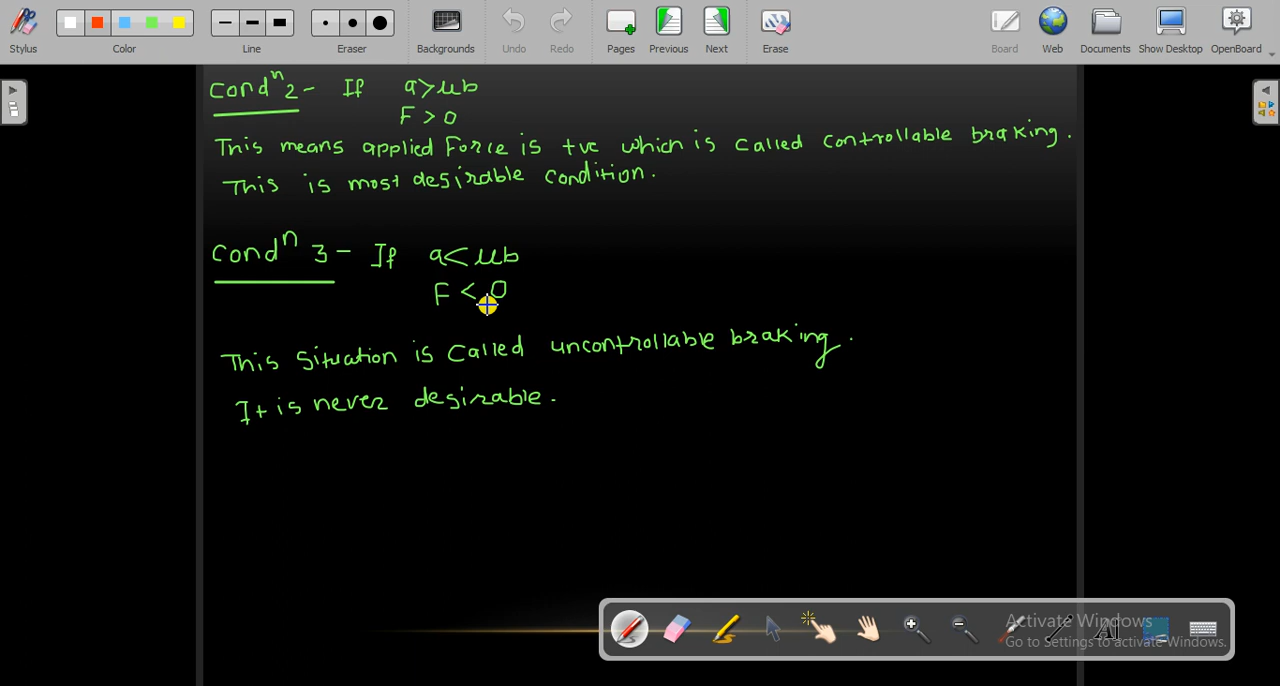 Stylus
Color
Line
Eraser
Backgrounds
Undo
Redo
Pages
Previous
Next
Erase
Board
Web
Documents
Show Desktop
OpenBoard
Condⁿ 2 - If a>μb
F > 0
This means applied Force is +ve which is called controllable braking.
This is most desirable condition.
Condⁿ 3 - If a< μb
F < 0
This Situation is Called uncontrollable braking.
It is never desirable.
Activate Windows
Go to Settings to activate Windows.